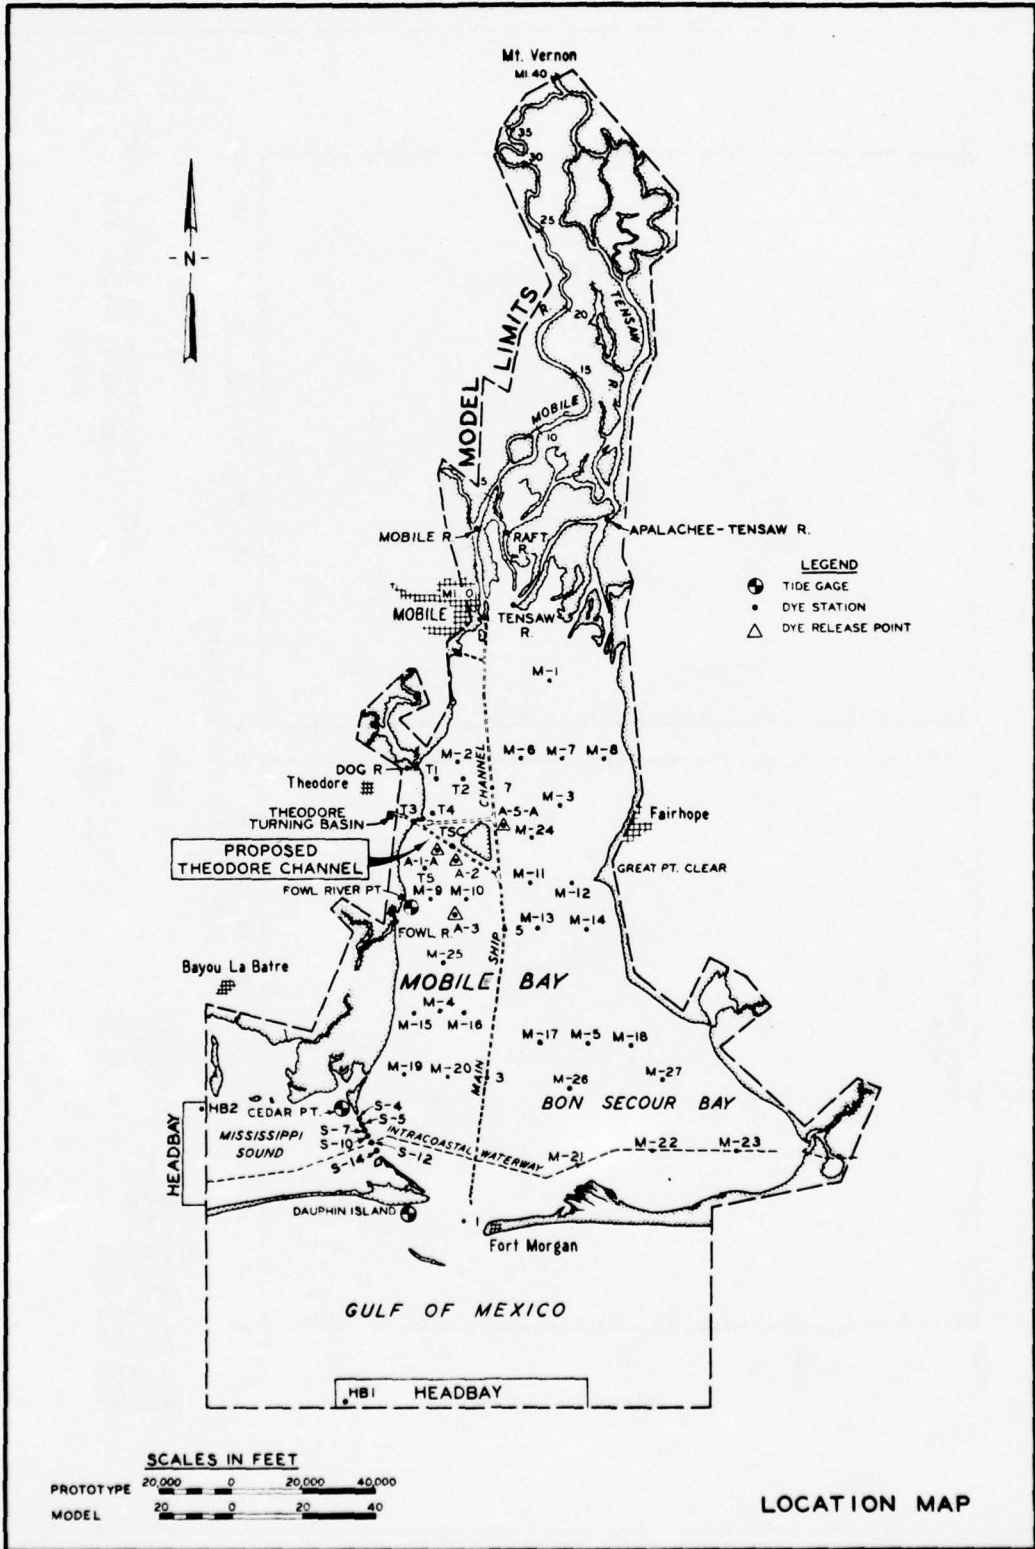 Mt. Vernon
MI. 40
35
30
25
N
TENSAW
R.
20
MODEL LIMITS
R.
15
MOBILE
10
5
MOBILE R.
RAFT
R.
APALACHEE-TENSAW R.
LEGEND
TIDE GAGE
DYE STATION
DYE RELEASE POINT
MI. 0
MOBILE
TENSAW
R.
M-1
M-2
M-6
M-7
M-8
DOG R.
T1
T2
7
CHANNEL
Theodore
M-3
THEODORE
TURNING BASIN
T3
T4
A-5-A
Fairhope
TSC
M-24
PROPOSED
THEODORE CHANNEL
A-1-A
A-2
T5
M-11
GREAT PT. CLEAR
FOWL RIVER PT.
M-9
M-10
M-12
FOWL R.
A-3
5
M-13
M-14
M-25
SHIP
Bayou La Batre
MOBILE BAY
M-4
M-15
M-16
M-17
M-5
M-18
M-19
M-20
MAIN
3
M-26
M-27
HB2
CEDAR PT.
S-4
S-5
BON SECOUR BAY
S-7
MISSISSIPPI
SOUND
S-10
S-12
S-14
INTRACOASTAL WATERWAY
M-21
M-22
M-23
HEADBAY
DAUPHIN ISLAND
1
Fort Morgan
GULF OF MEXICO
HB1
HEADBAY
SCALES IN FEET
PROTOTYPE 20,000 0 20,000 40,000
MODEL 20 0 20 40
LOCATION MAP